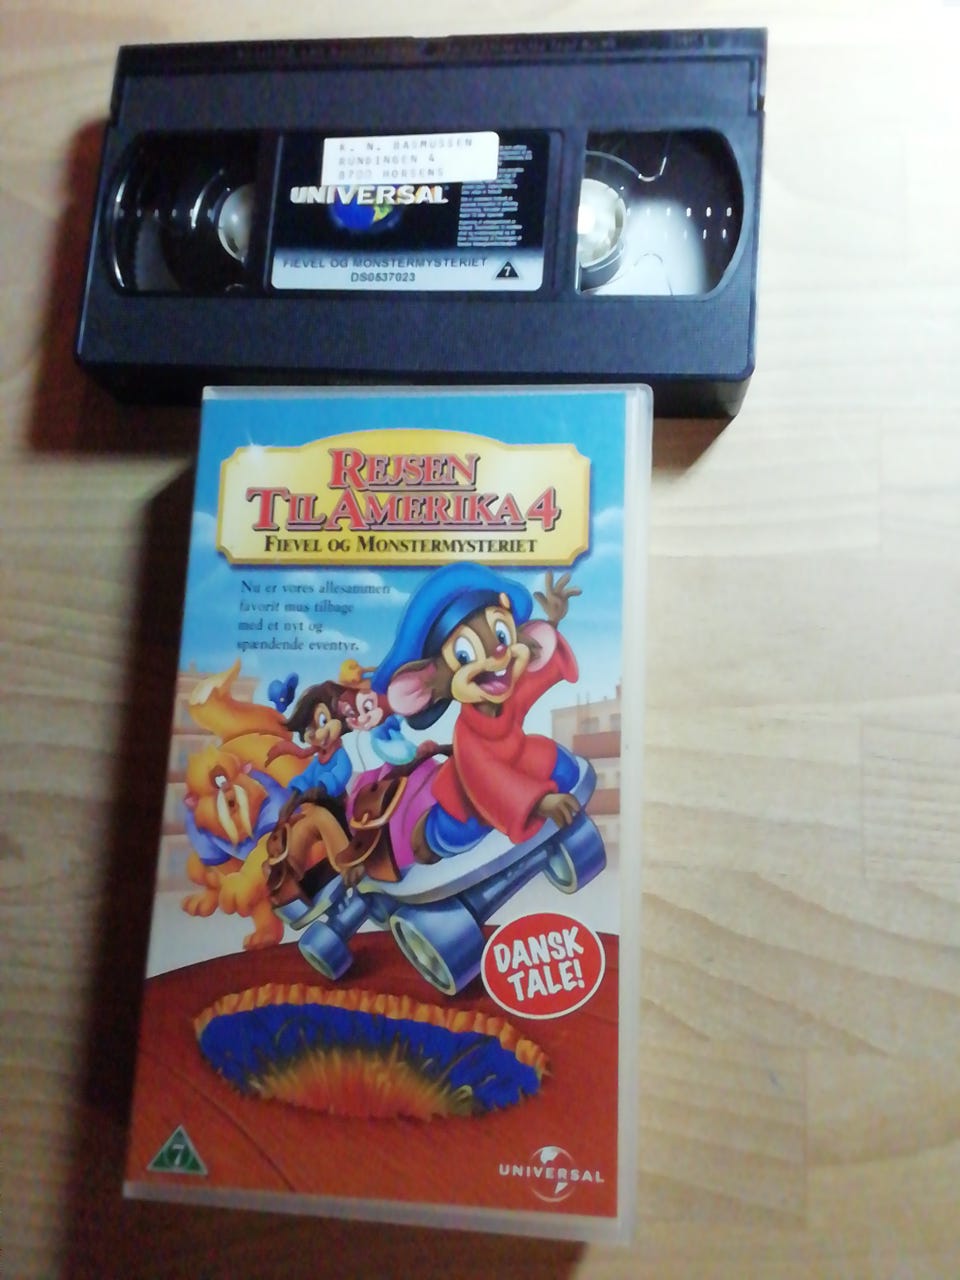 K. N. RASMUSSEN
RUNDINGEN 4
8700 HORSENS
UNIVERSAL
FIEVEL OG MONSTERMYSTERIET
DS0537023
7
REJSEN
TIL AMERIKA 4
FIEVEL OG MONSTERMYSTERIET
Nu er vores allesammen
favorit mus tilbage
med et nyt og
spændende eventyr.
DANSK
TALE!
7
UNIVERSAL